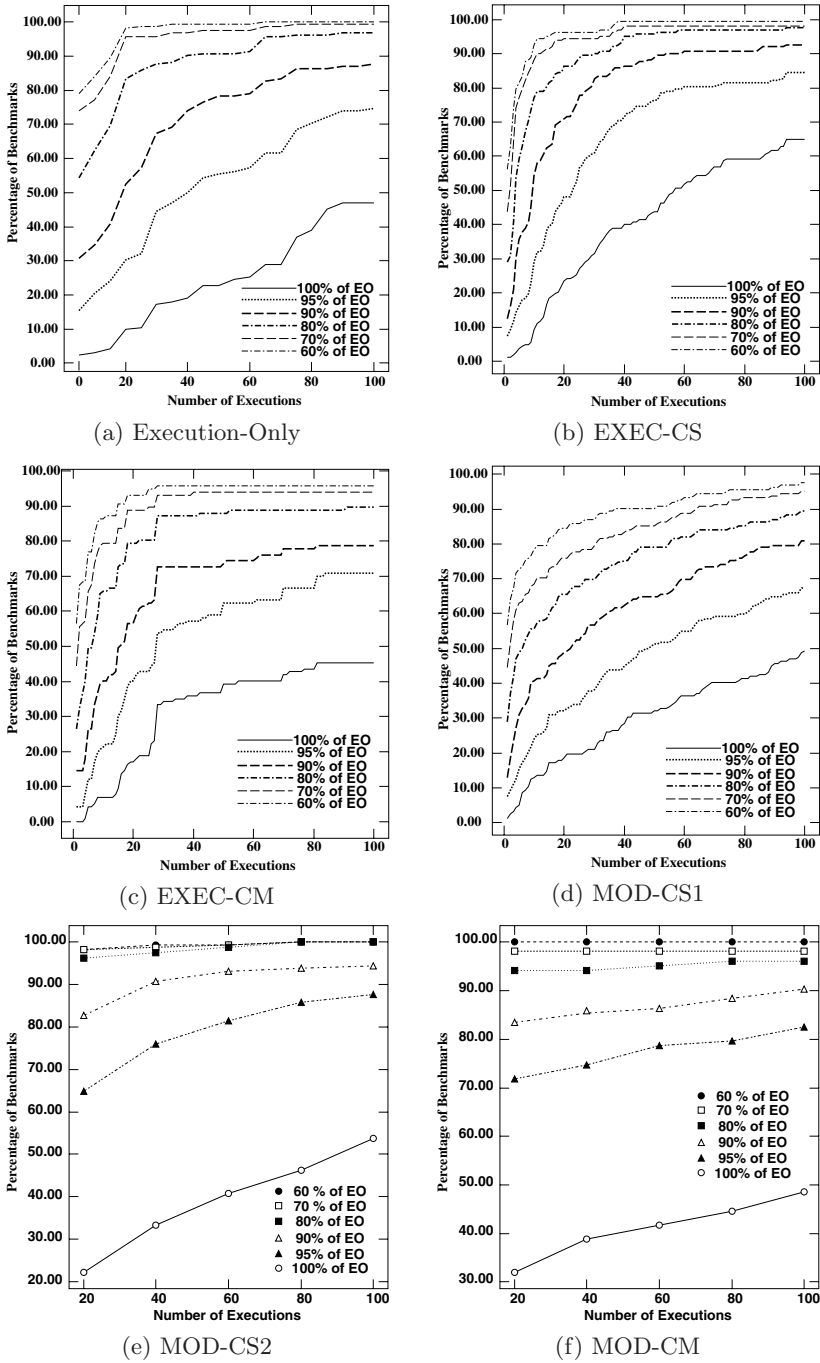 Percentage of Benchmarks
100.00
90.00
80.00
70.00
60.00
50.00
40.00
30.00
20.00
10.00
0.00
100% of EO
95% of EO
90% of EO
80% of EO
70% of EO
60% of EO
0 20 40 60 80 100
Number of Executions
(a) Execution-Only
Percentage of Benchmarks
100.00
90.00
80.00
70.00
60.00
50.00
40.00
30.00
20.00
10.00
0.00
100% of EO
95% of EO
90% of EO
80% of EO
70% of EO
60% of EO
0 20 40 60 80 100
Number of Executions
(b) EXEC-CS
Percentage of Benchmarks
100.00
90.00
80.00
70.00
60.00
50.00
40.00
30.00
20.00
10.00
0.00
100% of EO
95% of EO
90% of EO
80% of EO
70% of EO
60% of EO
0 20 40 60 80 100
Number of Executions
(c) EXEC-CM
Percentage of Benchmarks
100.00
90.00
80.00
70.00
60.00
50.00
40.00
30.00
20.00
10.00
0.00
100% of EO
95% of EO
90% of EO
80% of EO
70% of EO
60% of EO
0 20 40 60 80 100
Number of Executions
(d) MOD-CS1
Percentage of Benchmarks
100.00
90.00
80.00
70.00
60.00
50.00
40.00
30.00
20.00
60 % of EO
70 % of EO
80% of EO
90% of EO
95% of EO
100% of EO
20 40 60 80 100
Number of Executions
(e) MOD-CS2
Percentage of Benchmarks
100.00
90.00
80.00
70.00
60.00
50.00
40.00
30.00
60 % of EO
70 % of EO
80% of EO
90% of EO
95% of EO
100% of EO
20 40 60 80 100
Number of Executions
(f) MOD-CM